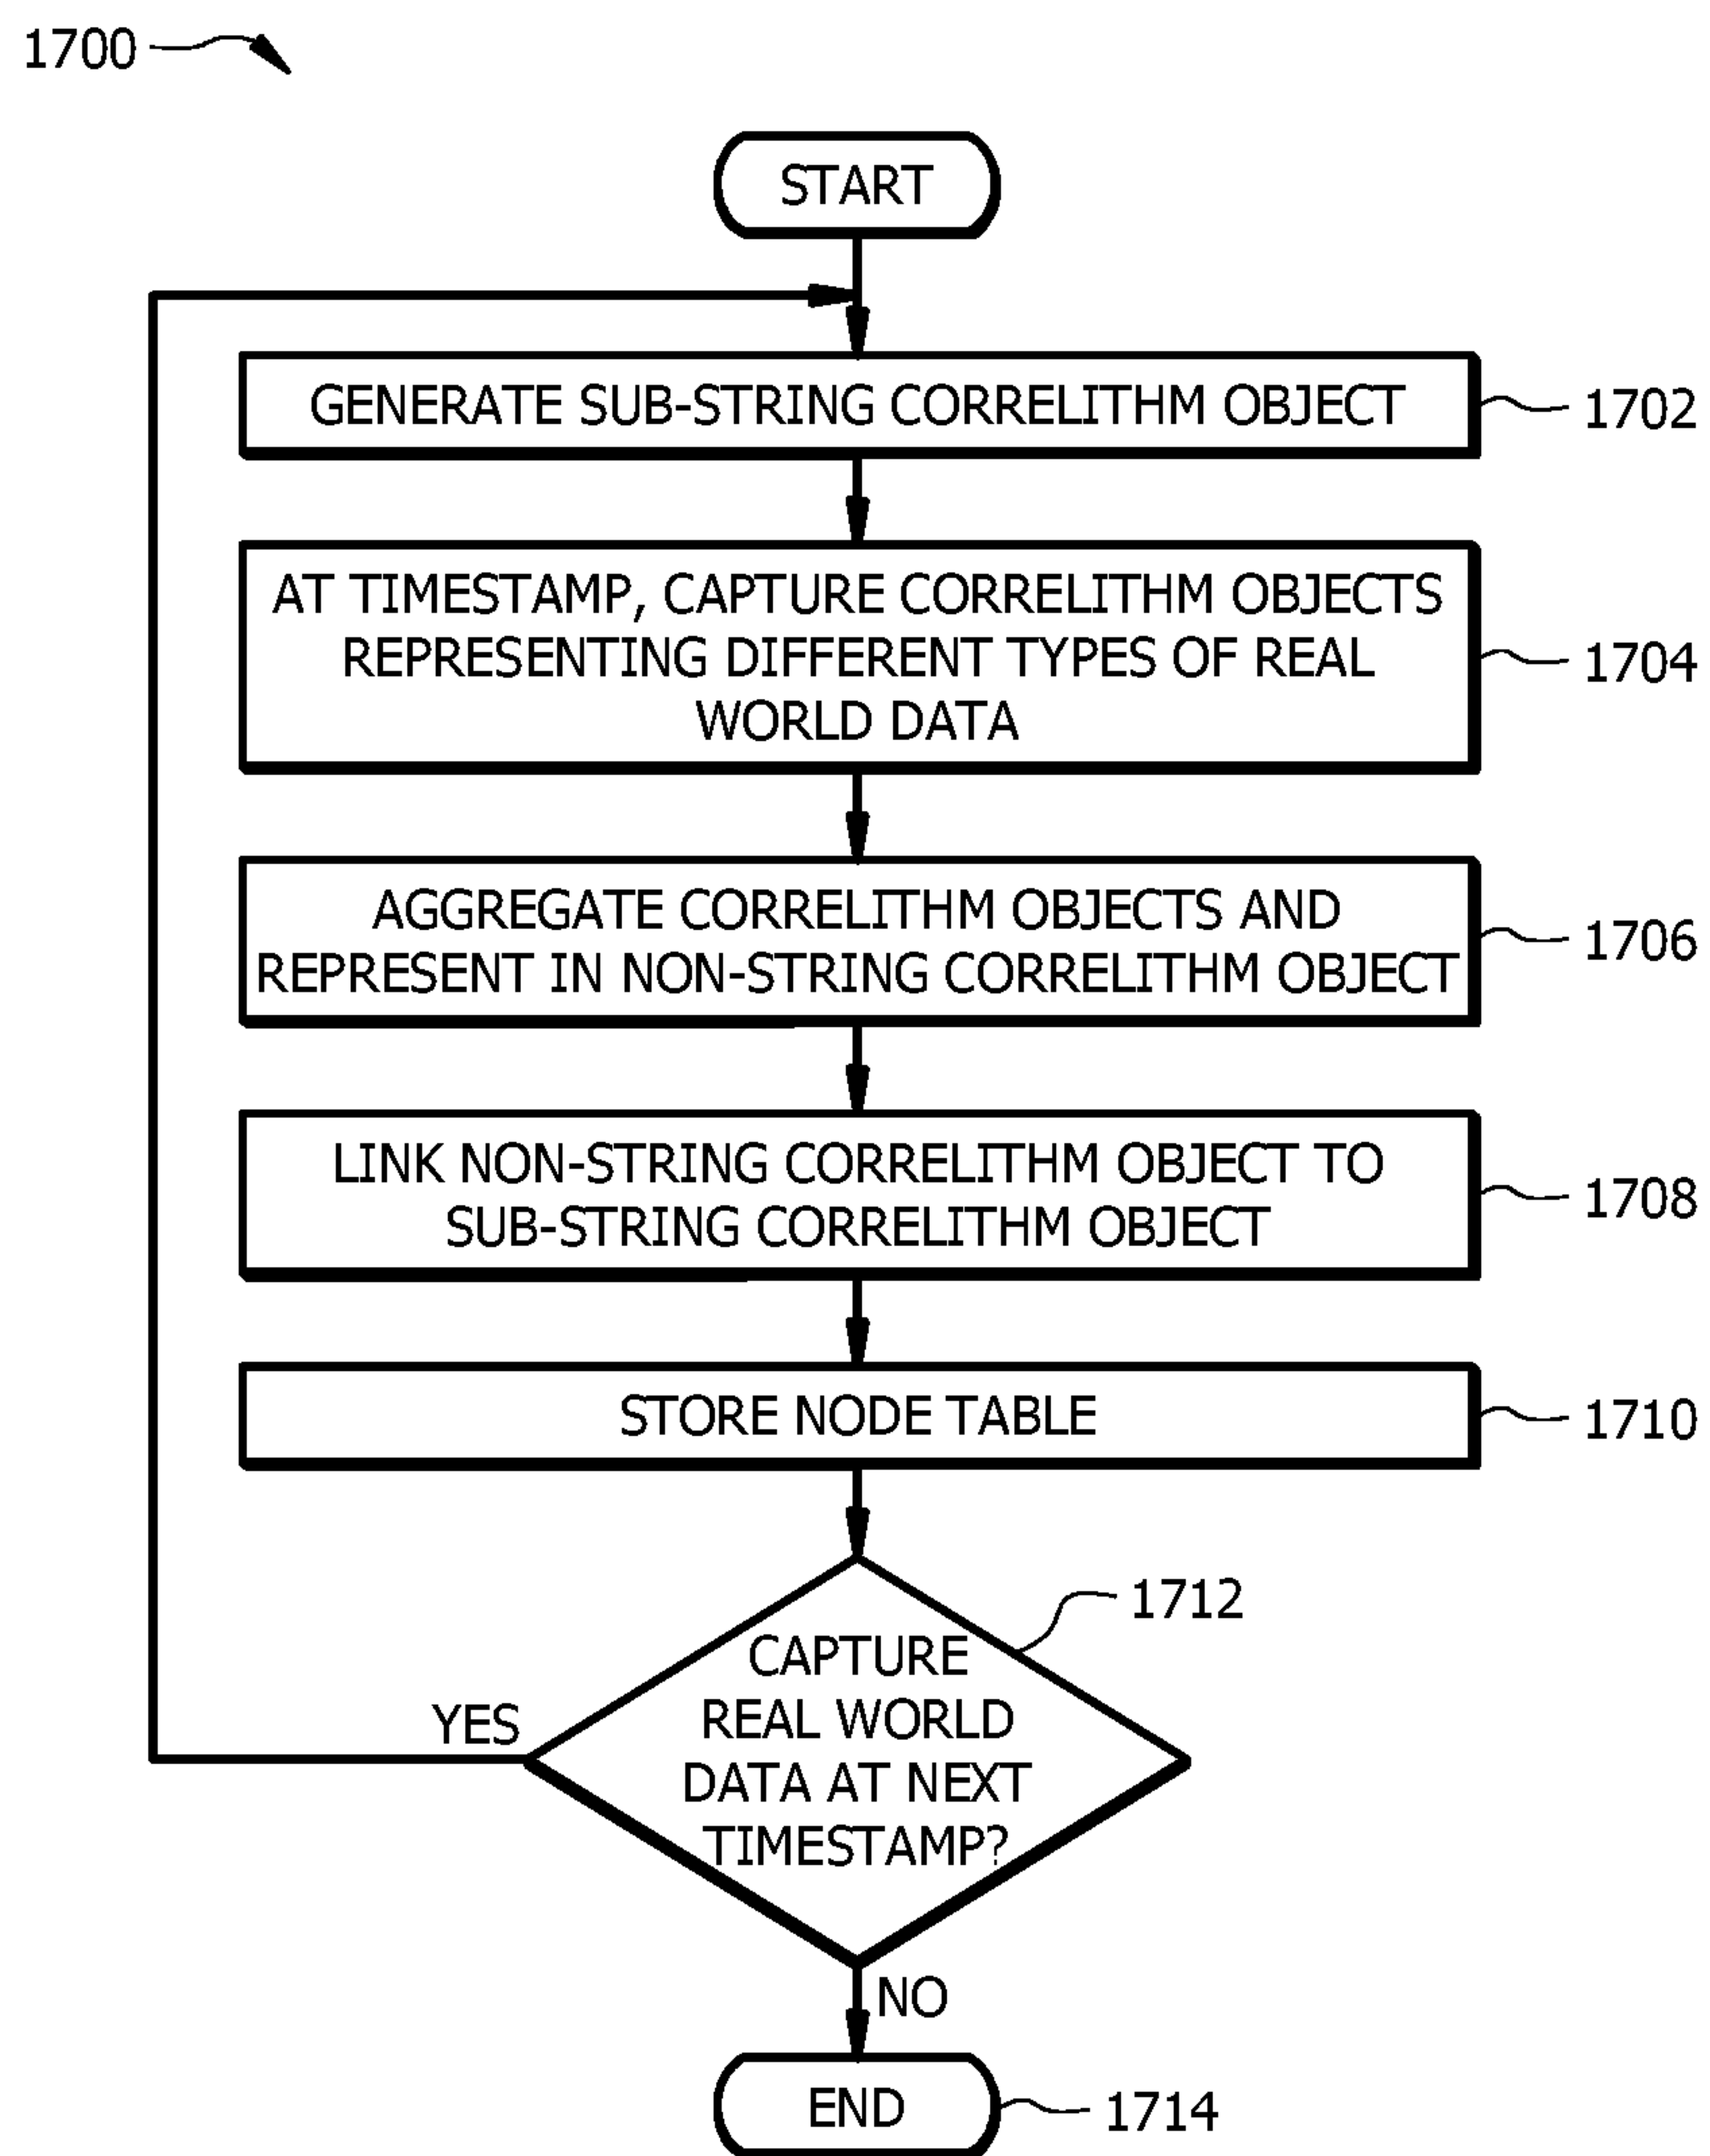 1700
START
GENERATE SUB-STRING CORRELITHM OBJECT
1702
AT TIMESTAMP, CAPTURE CORRELITHM OBJECTS
REPRESENTING DIFFERENT TYPES OF REAL
WORLD DATA
1704
AGGREGATE CORRELITHM OBJECTS AND
REPRESENT IN NON-STRING CORRELITHM OBJECT
1706
LINK NON-STRING CORRELITHM OBJECT TO
SUB-STRING CORRELITHM OBJECT
1708
STORE NODE TABLE
1710
1712
CAPTURE
REAL WORLD
DATA AT NEXT
TIMESTAMP?
YES
NO
END
1714